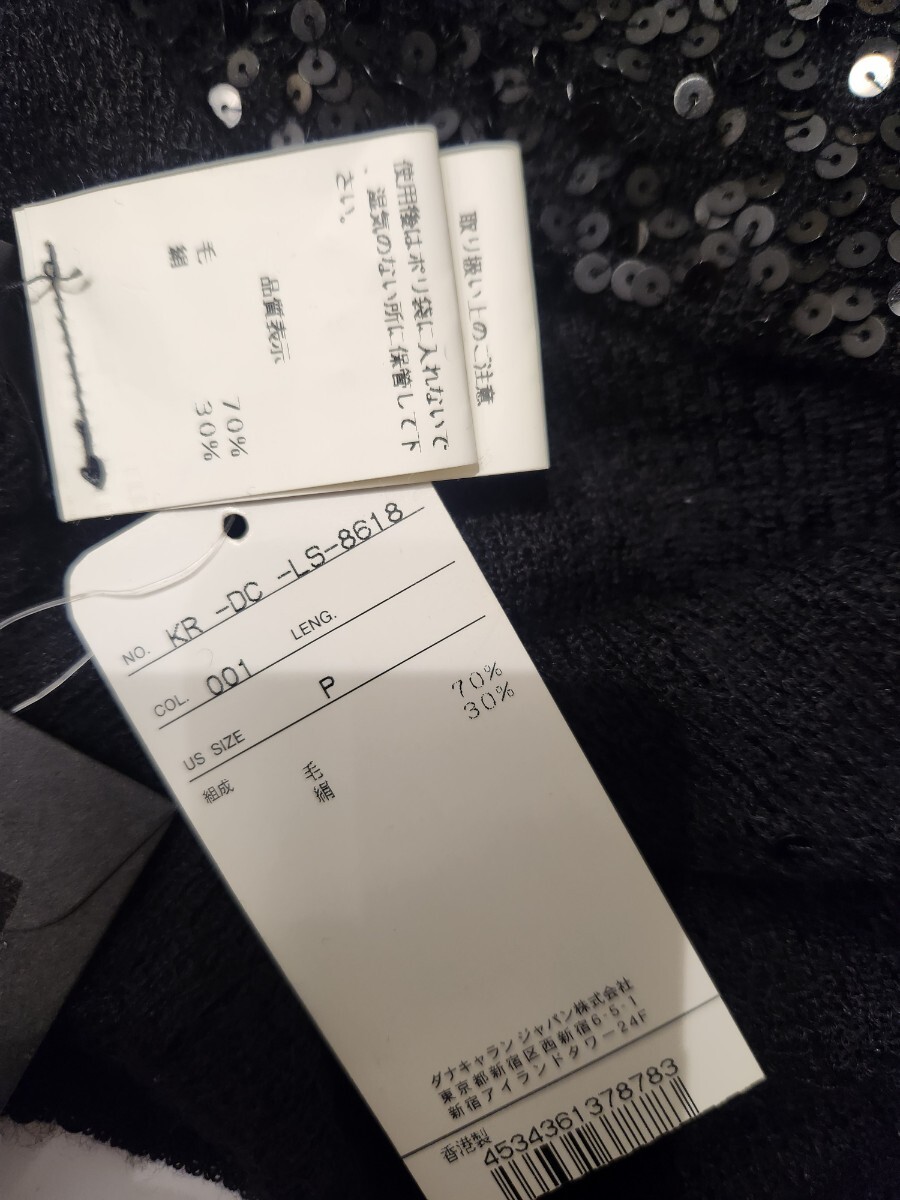 取り扱い上のご注意
使用後はポリ袋に入れないで
、湿気のない所に保管して下
さい。
品質表示
毛 70%
絹 30%
NO. KR -DC -LS-8618
COL. 001 LENG.
US SIZE P
組成 毛 70%
絹 30%
ダナキャラン ジャパン株式会社
東京都新宿区西新宿6-5-1
新宿アイランドタワー24F
香港製
4534361378783